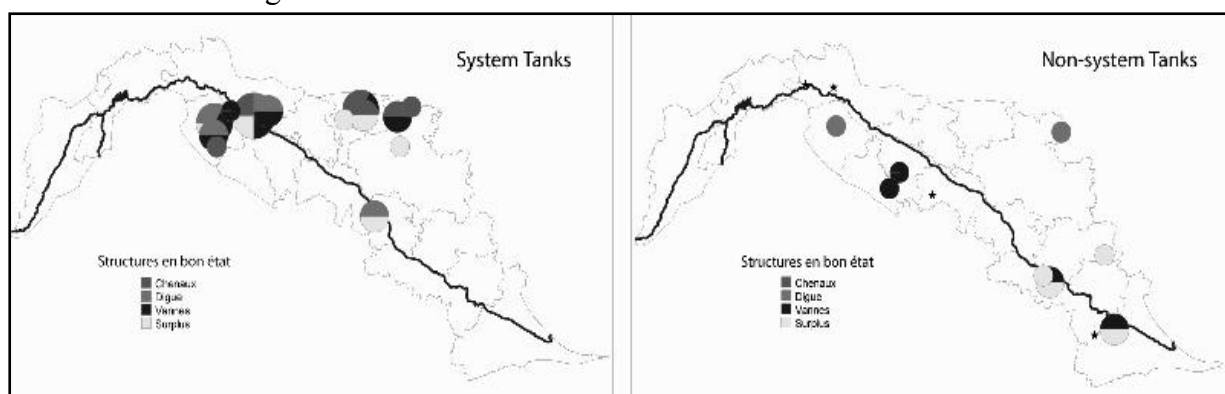 System Tanks
Structures en bon état
Chenaux
Digue
Vannes
Surplus
Non-system Tanks
Structures en bon état
Chenaux
Digue
Vannes
Surplus